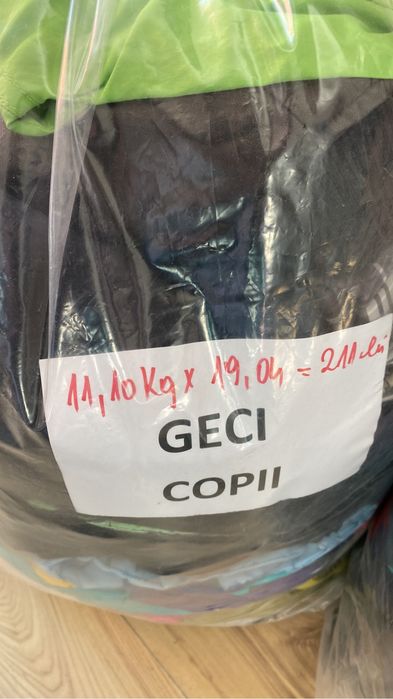 11,10 Kg x 19,04 = 211 lei
GECI
COPII